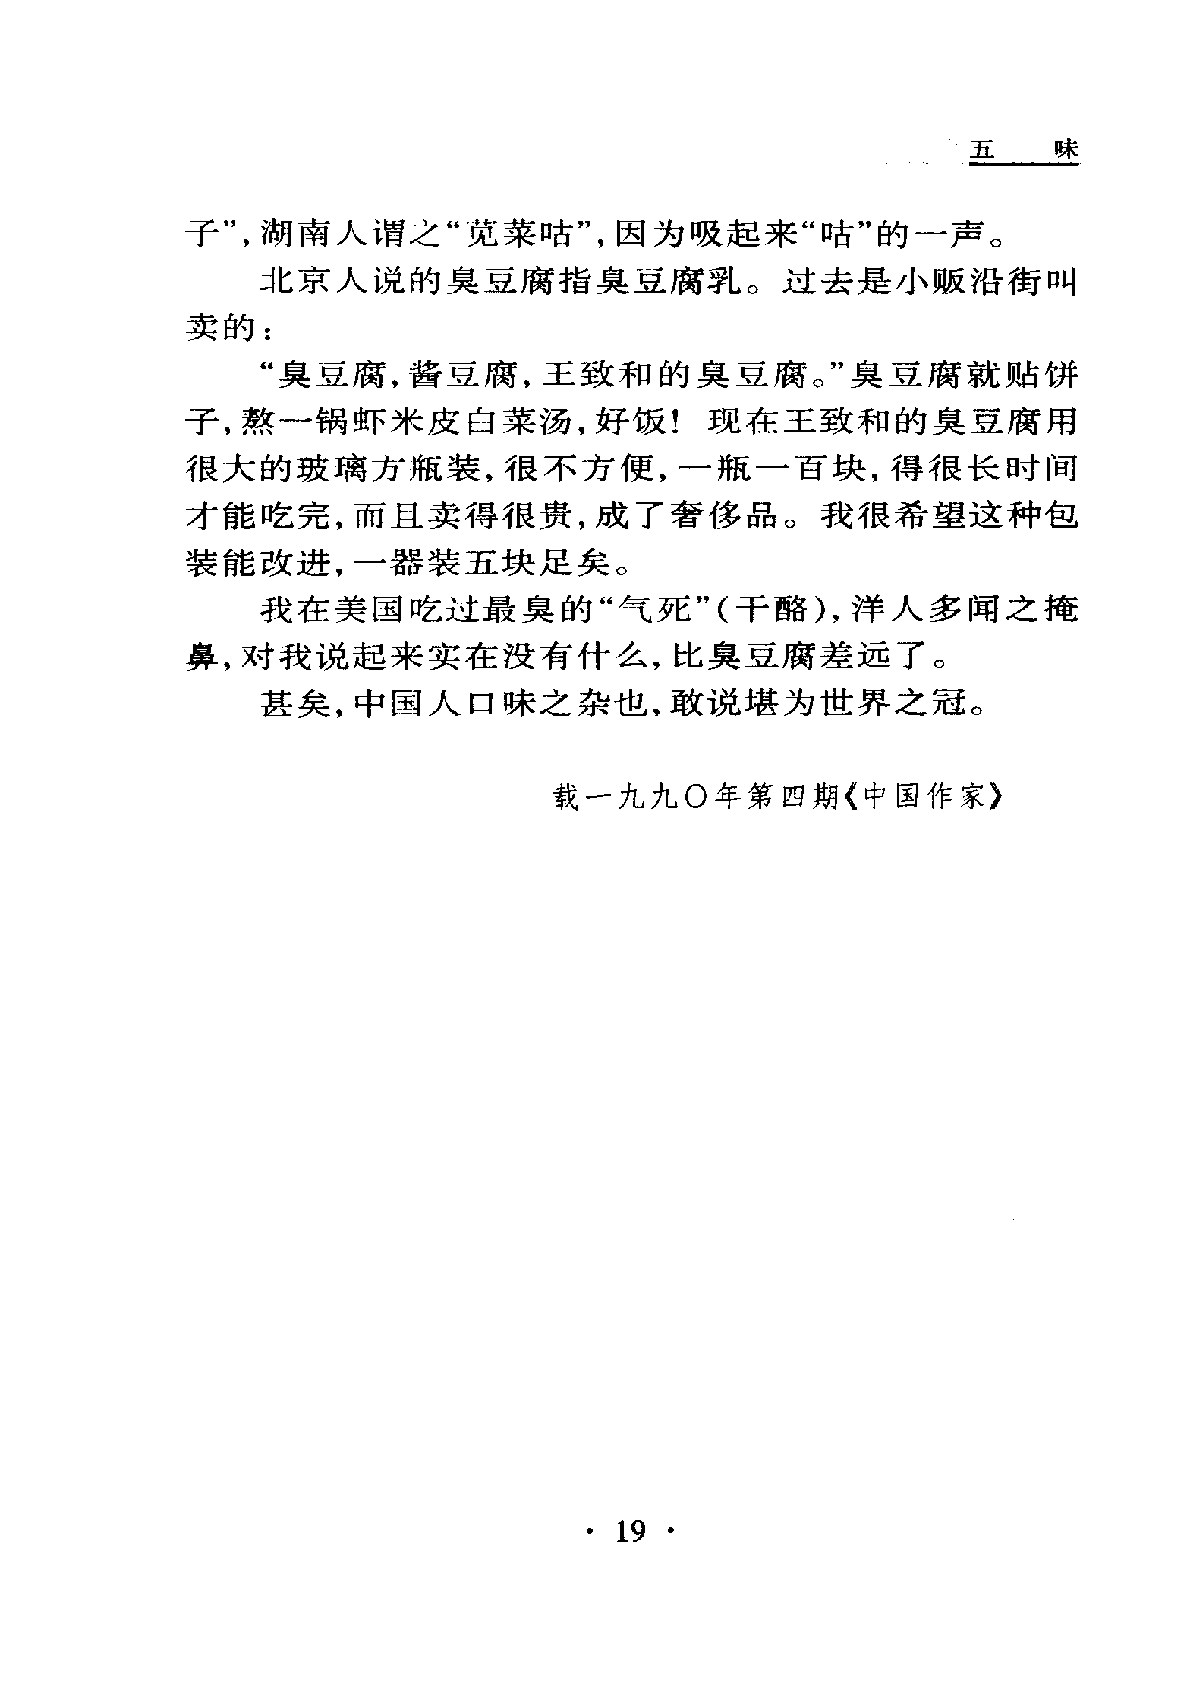 五　味
子”,湖南人谓之“苋菜咕”,因为吸起来“咕”的一声。
北京人说的臭豆腐指臭豆腐乳。过去是小贩沿街叫
卖的:
“臭豆腐,酱豆腐,王致和的臭豆腐。”臭豆腐就贴饼
子,熬一锅虾米皮白菜汤,好饭! 现在王致和的臭豆腐用
很大的玻璃方瓶装,很不方便,一瓶一百块,得很长时间
才能吃完,而且卖得很贵,成了奢侈品。我很希望这种包
装能改进,一器装五块足矣。
我在美国吃过最臭的“气死”(干酪),洋人多闻之掩
鼻,对我说起来实在没有什么,比臭豆腐差远了。
甚矣,中国人口味之杂也,敢说堪为世界之冠。
载一九九〇年第四期《中国作家》
· 19 ·